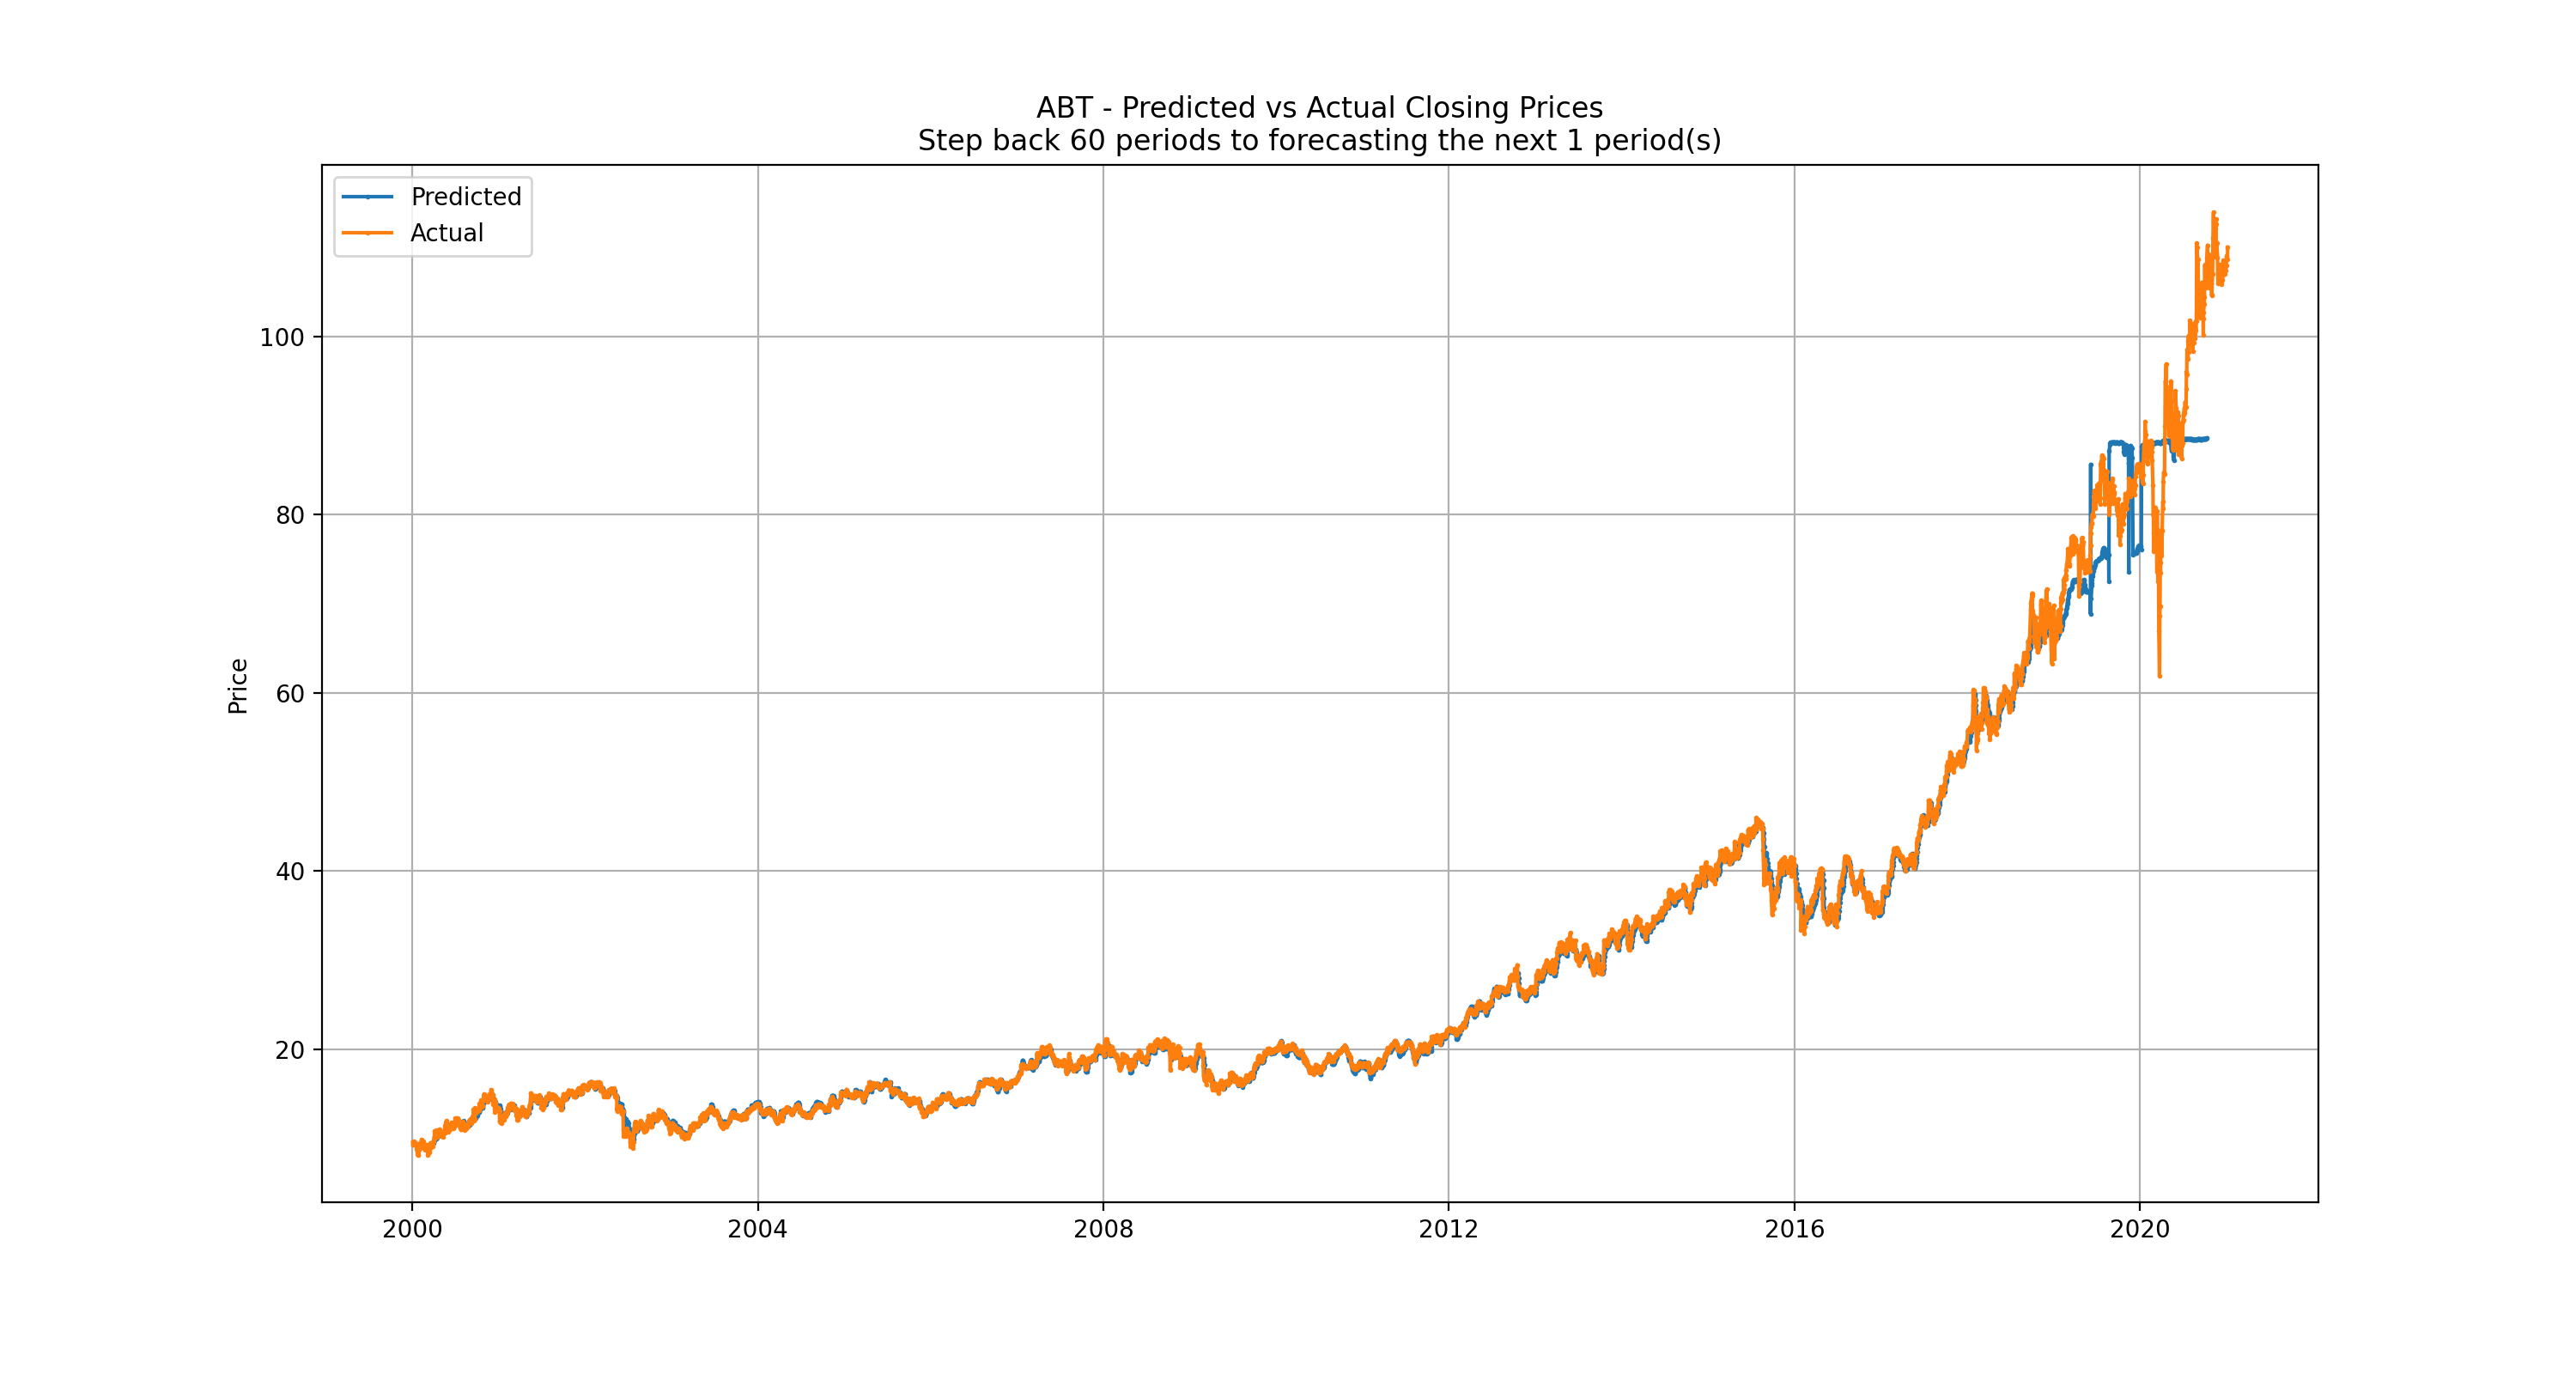 ABT - Predicted vs Actual Closing Prices
Step back 60 periods to forecasting the next 1 period(s)
Predicted
Actual
100
80
60
40
20
Price
2000 2004 2008 2012 2016 2020